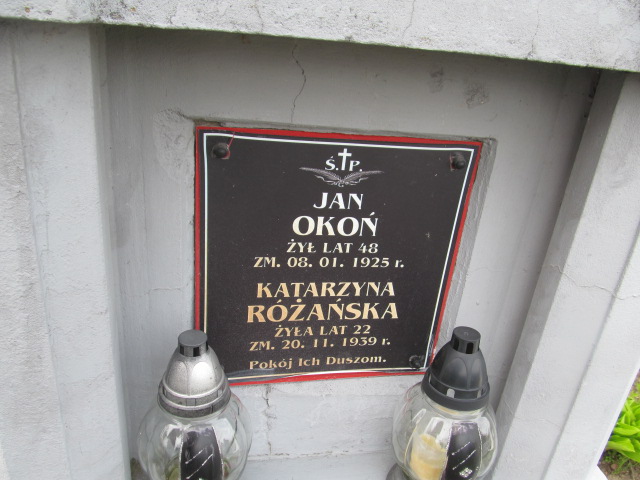 Ś.†P.
JAN
OKOŃ
ŻYŁ LAT 48
ZM. 08. 01. 1925 r.
KATARZYNA
RÓŻAŃSKA
ŻYŁA LAT 22
ZM. 20. 11. 1939 r.
Pokój Ich Duszom.